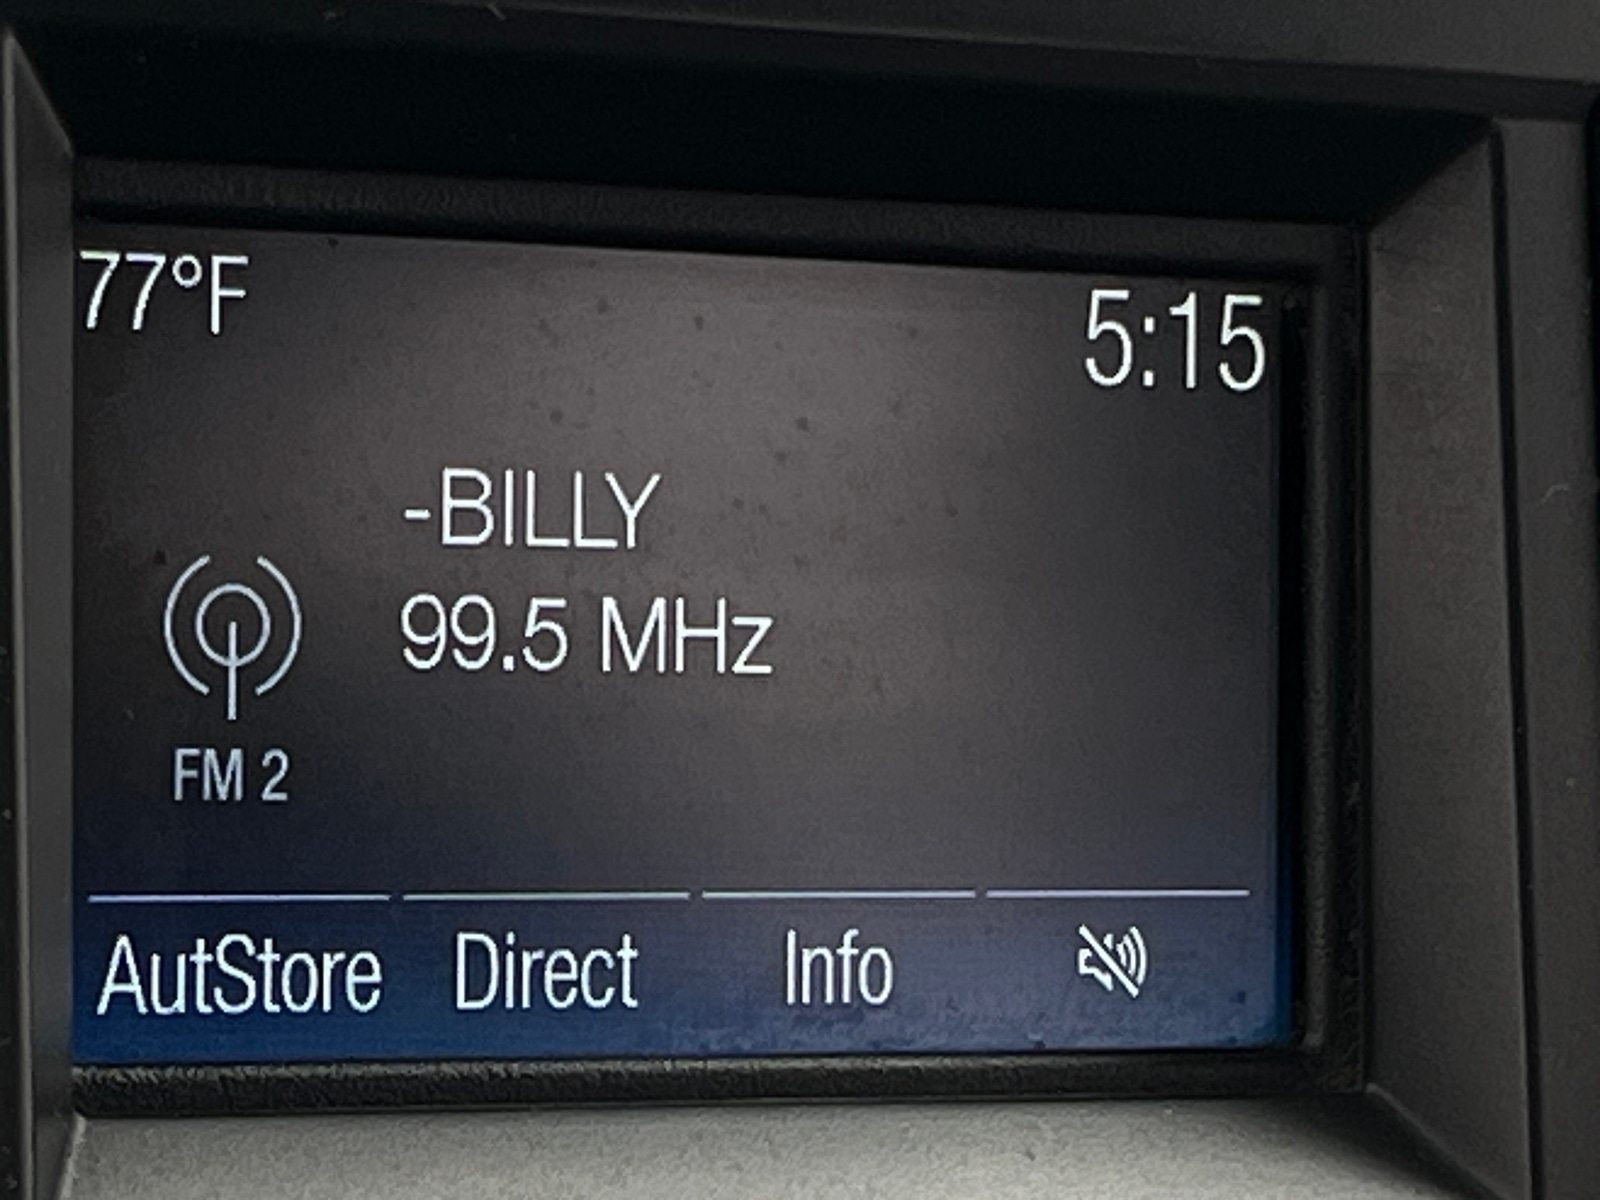 77°F
5:15
-BILLY
99.5 MHz
FM 2
AutStore Direct Info